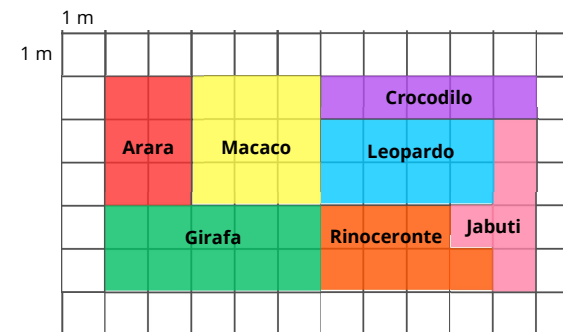 1 m
1 m
Crocodilo
Arara
Macaco
Leopardo
Jabuti
Girafa
Rinoceronte